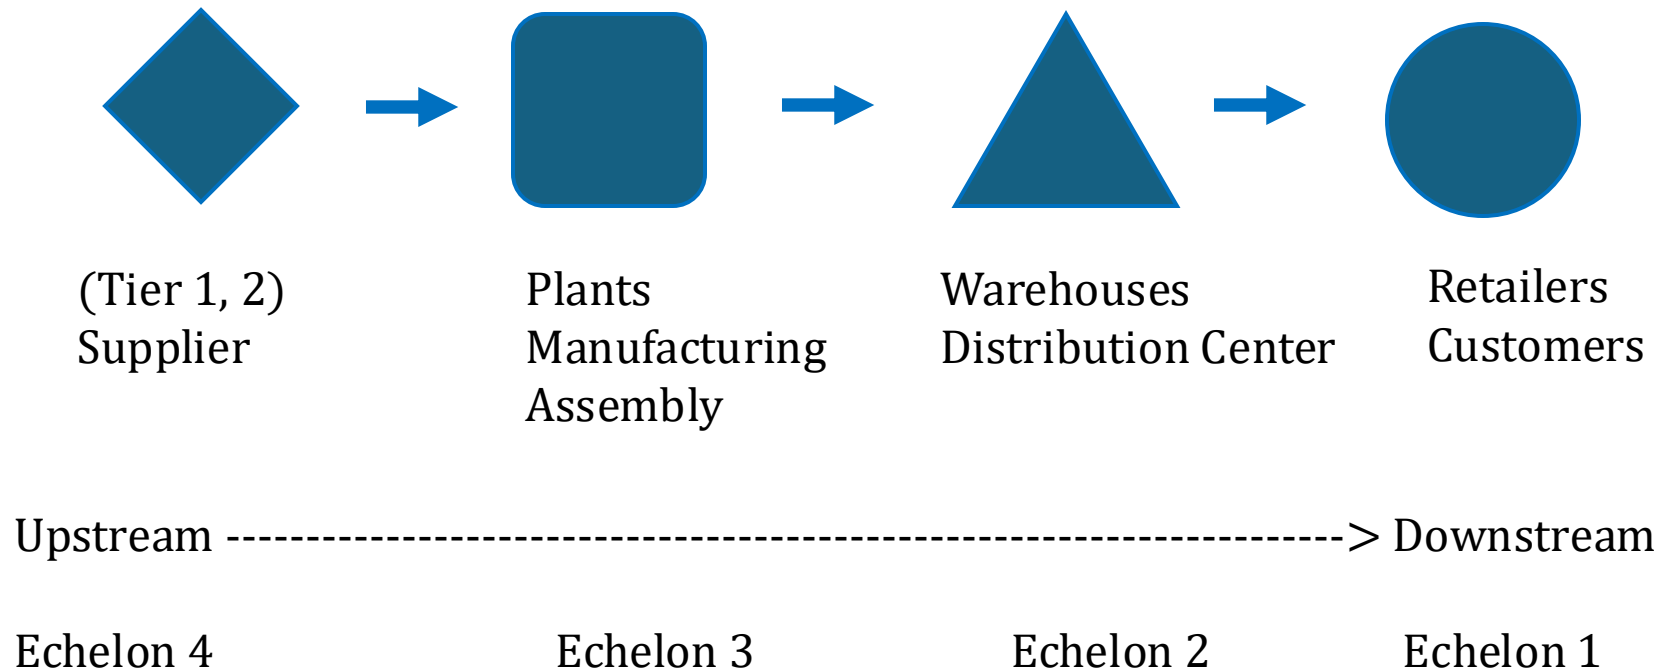 (Tier 1, 2)
Supplier
Plants
Manufacturing
Assembly
Warehouses
Distribution Center
Retailers
Customers
Upstream ----------------------------------------------------------------------> Downstream
Echelon 4
Echelon 3
Echelon 2
Echelon 1